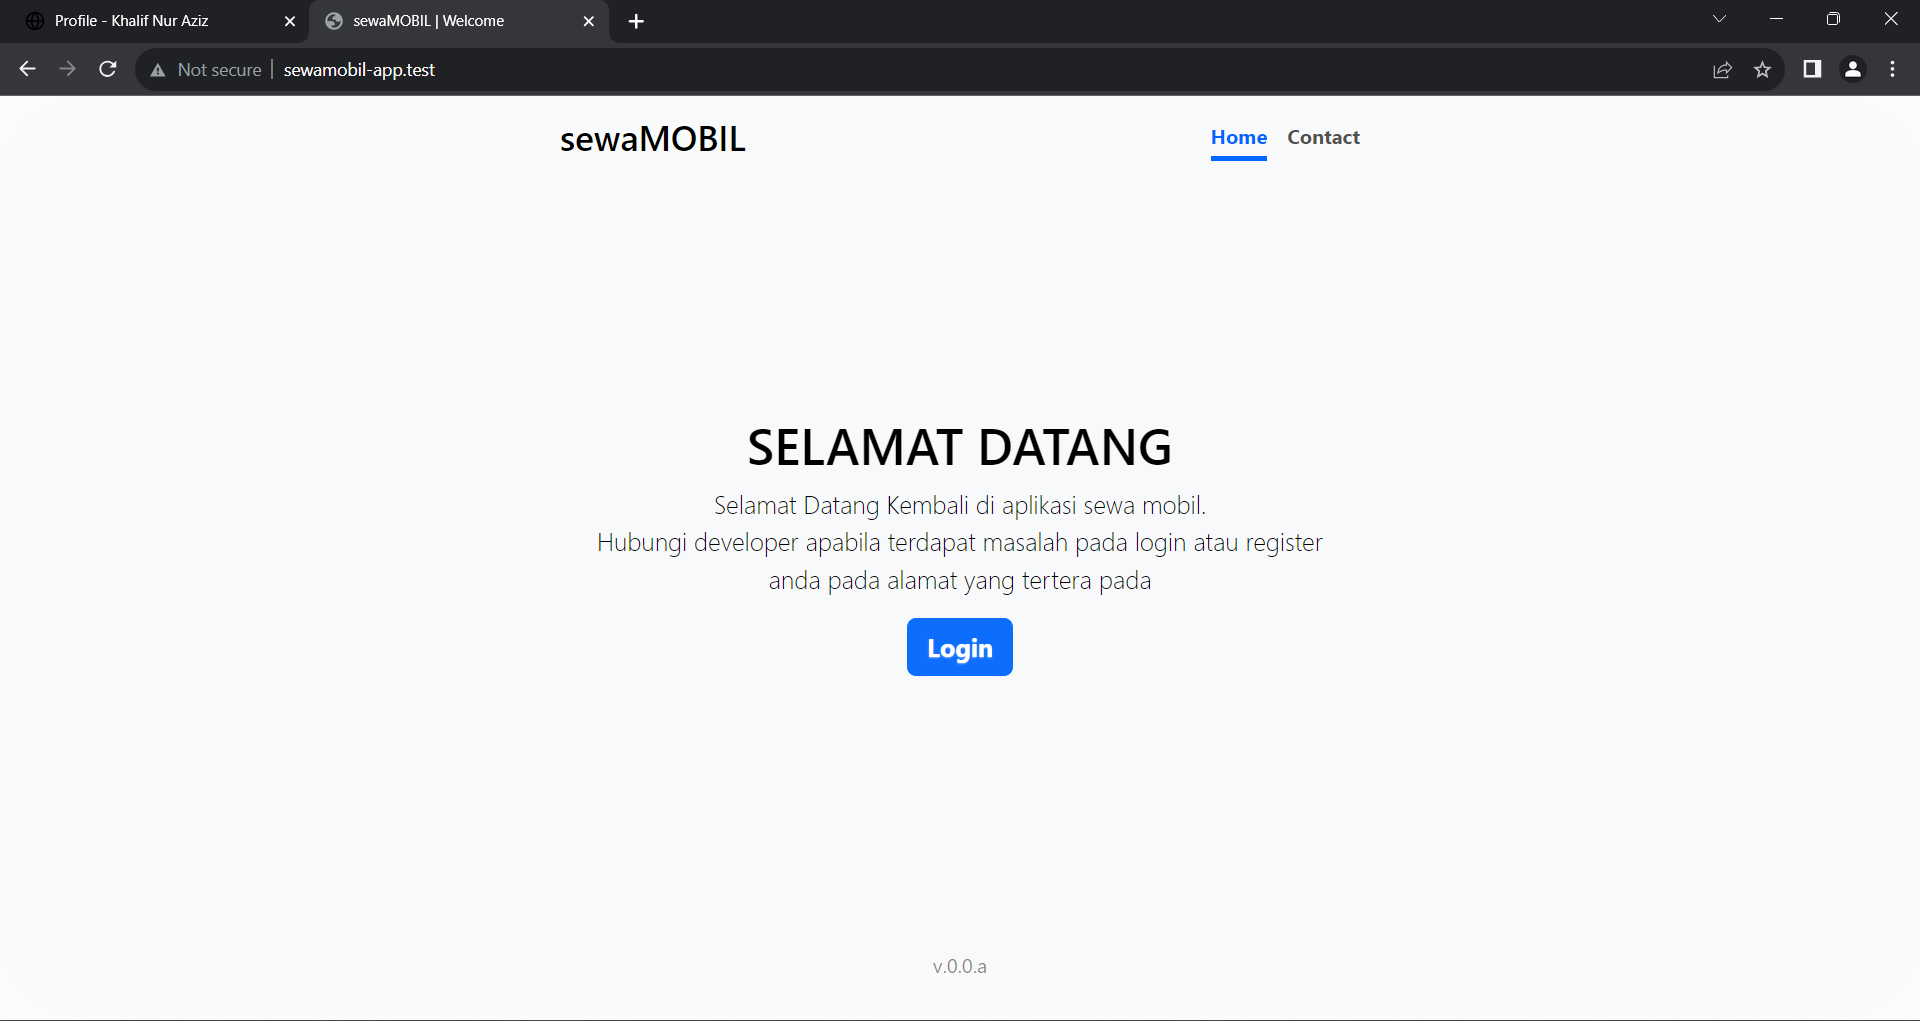 Profile - Khalif Nur Aziz
sewaMOBIL | Welcome
Not secure
sewamobil-app.test
sewaMOBIL
Home
Contact
SELAMAT DATANG
Selamat Datang Kembali di aplikasi sewa mobil.
Hubungi developer apabila terdapat masalah pada login atau register
anda pada alamat yang tertera pada
Login
v.0.0.a